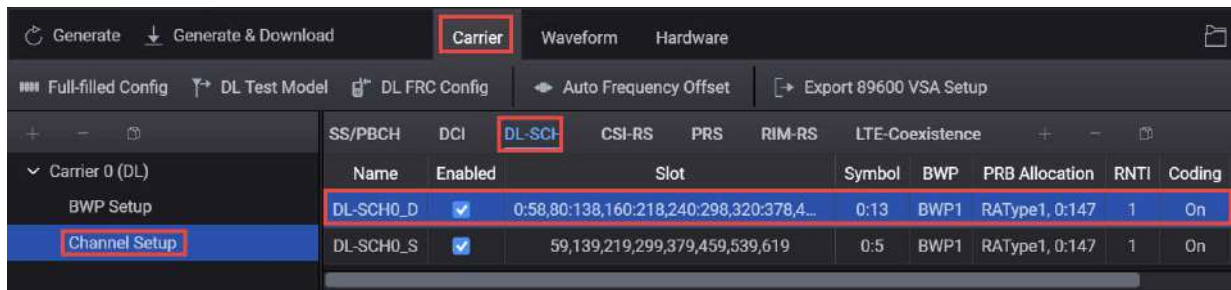 Generate Generate & Download Carrier Waveform Hardware
Full-filled Config DL Test Model DL FRC Config Auto Frequency Offset Export 89600 VSA Setup
SS/PBCH DCI DL-SCH CSI-RS PRS RIM-RS LTE-Coexistence
Carrier 0 (DL) Name Enabled Slot Symbol BWP PRB Allocation RNTI Coding
BWP Setup DL-SCH0_D 0:58,80:138,160:218,240:298,320:378,4... 0:13 BWP1 RAType1, 0:147 1 On
Channel Setup DL-SCH0_S 59,139,219,299,379,459,539,619 0:5 BWP1 RAType1, 0:147 1 On